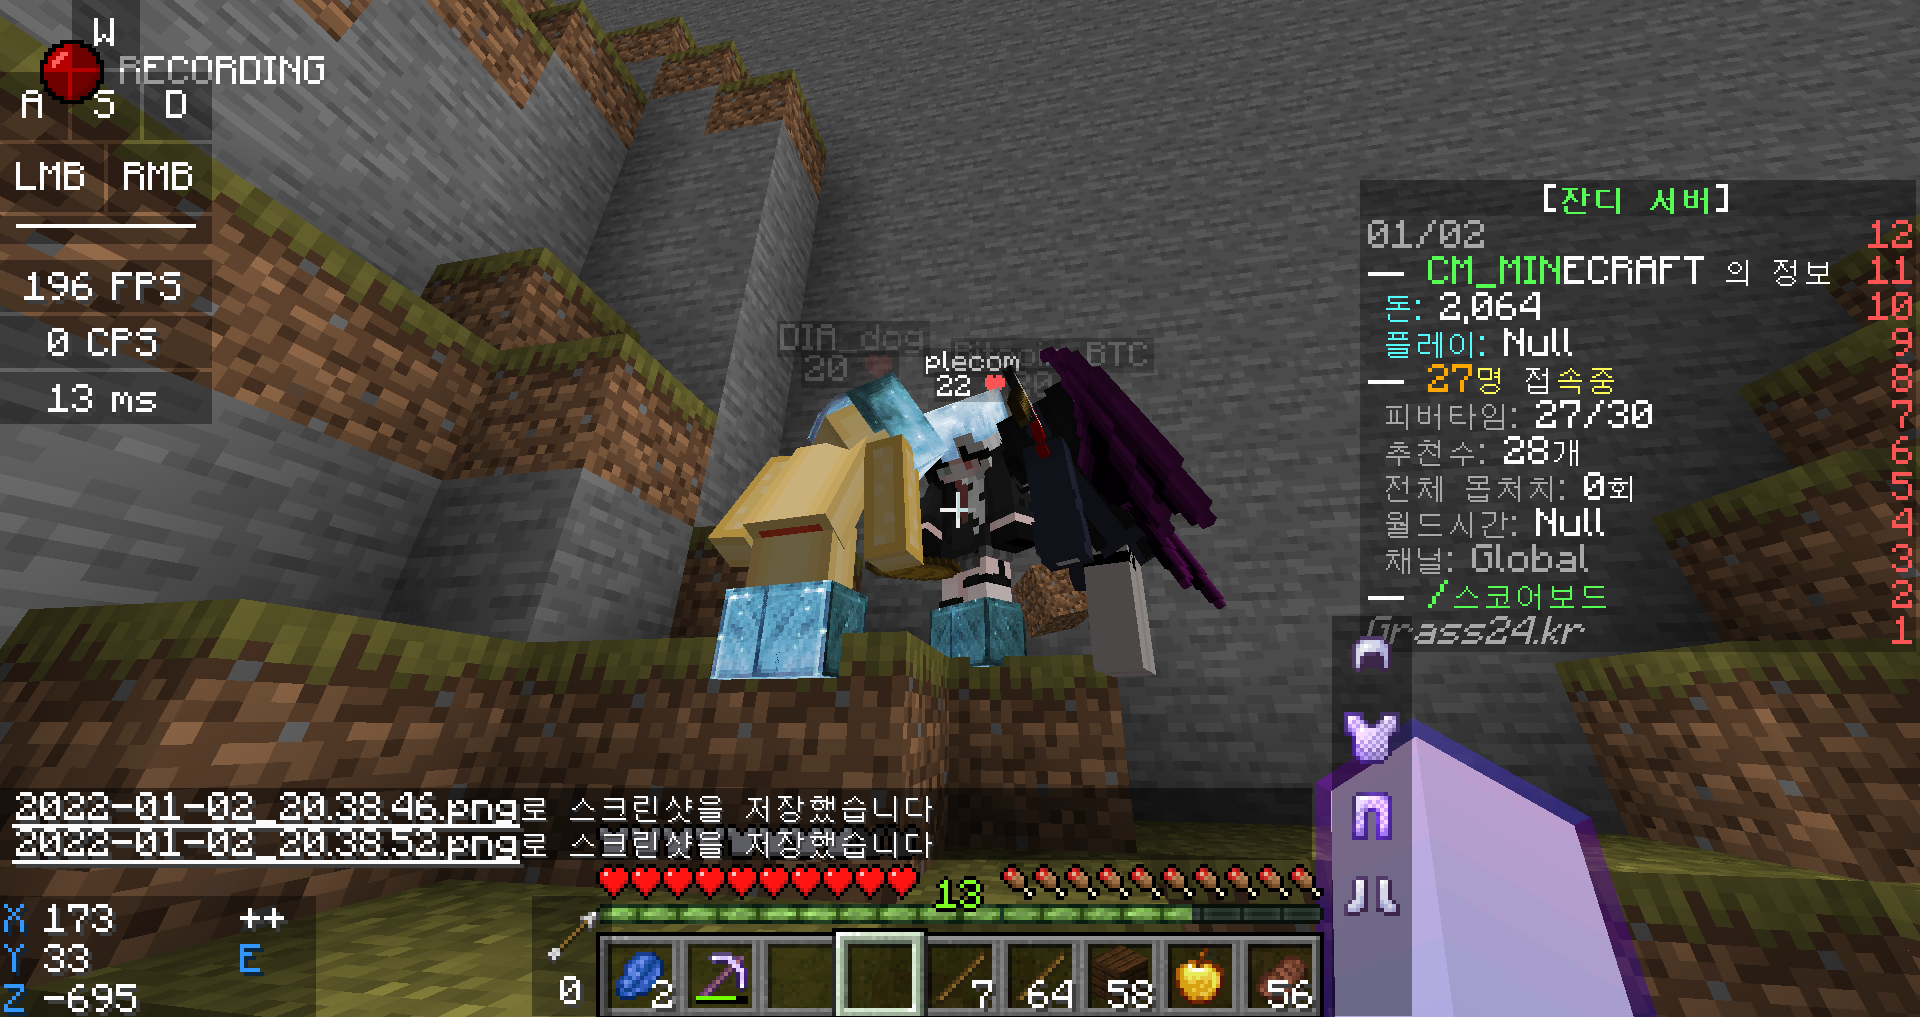 W
RECORDING
A S D
LMB RMB
196 FPS
0 CPS
13 ms
DIA_dog
20
plecom
22
BTC
[잔디 서버]
01/02 12
CM_MINECRAFT 의 정보 11
돈: 2,064 10
플레이: Null 9
27명 접속중 8
피버타임: 27/30 7
추천수: 28개 6
전체 몹처치: 0회 5
월드시간: Null 4
채널: Global 3
/스코어보드 2
Grass24.kr 1
2022-01-02_20.38.46.png로 스크린샷을 저장했습니다
2022-01-02_20.38.52.png로 스크린샷을 저장했습니다
13
X 173 ++
Y 33 E
Z -695
0 2 7 64 58 56